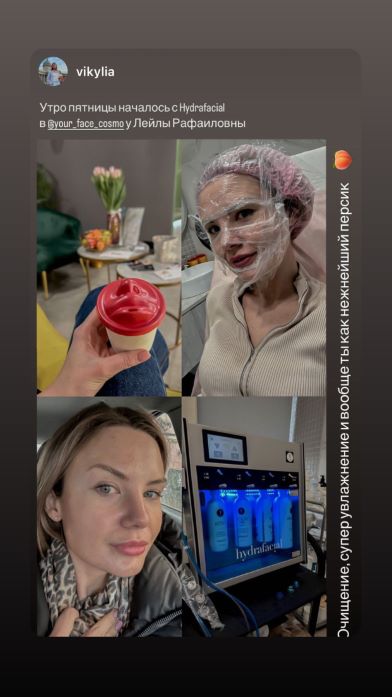 vikylia
Утро пятницы началось с Hydrafacial
в @your_face_cosmo у Лейлы Рафаиловны
Очищение, супер увлажнение и вообще ты как нежнейший персик
hydrafacial